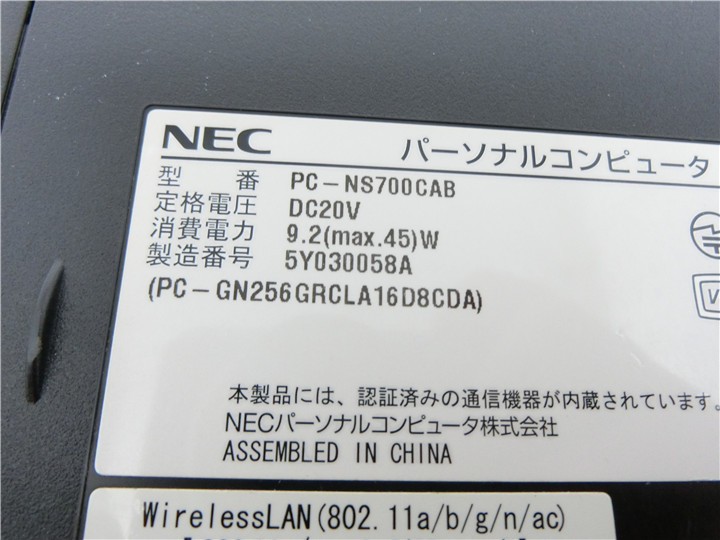 NEC パーソナルコンピュータ
型 番 PC-NS700CAB
定格電圧 DC20V
消費電力 9.2(max.45)W
製造番号 5Y030058A
(PC-GN256GRCLA16D8CDA)
本製品には、認証済みの通信機器が内蔵されています。
NECパーソナルコンピュータ株式会社
ASSEMBLED IN CHINA
WirelessLAN(802.11a/b/g/n/ac)